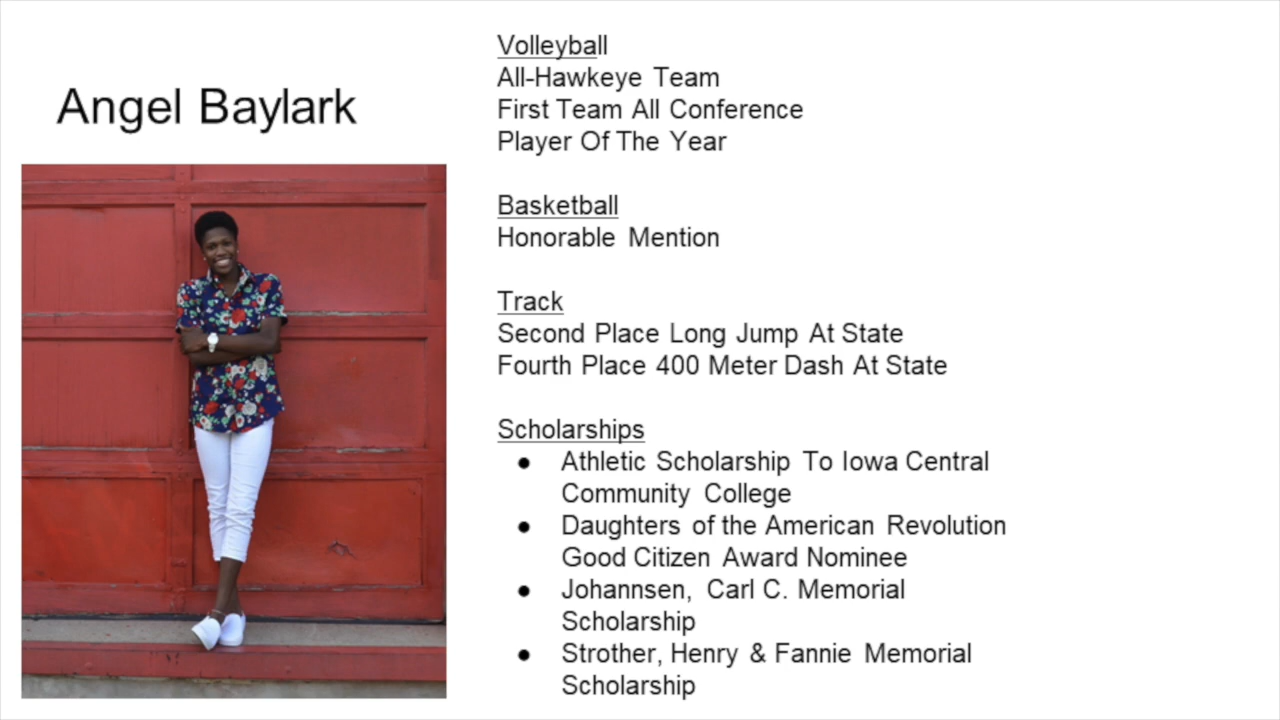 Angel Baylark
Volleyball
All-Hawkeye Team
First Team All Conference
Player Of The Year
Basketball
Honorable Mention
Track
Second Place Long Jump At State
Fourth Place 400 Meter Dash At State
Scholarships
● Athletic Scholarship To Iowa Central
Community College
● Daughters of the American Revolution
Good Citizen Award Nominee
● Johannsen, Carl C. Memorial
Scholarship
● Strother, Henry & Fannie Memorial
Scholarship